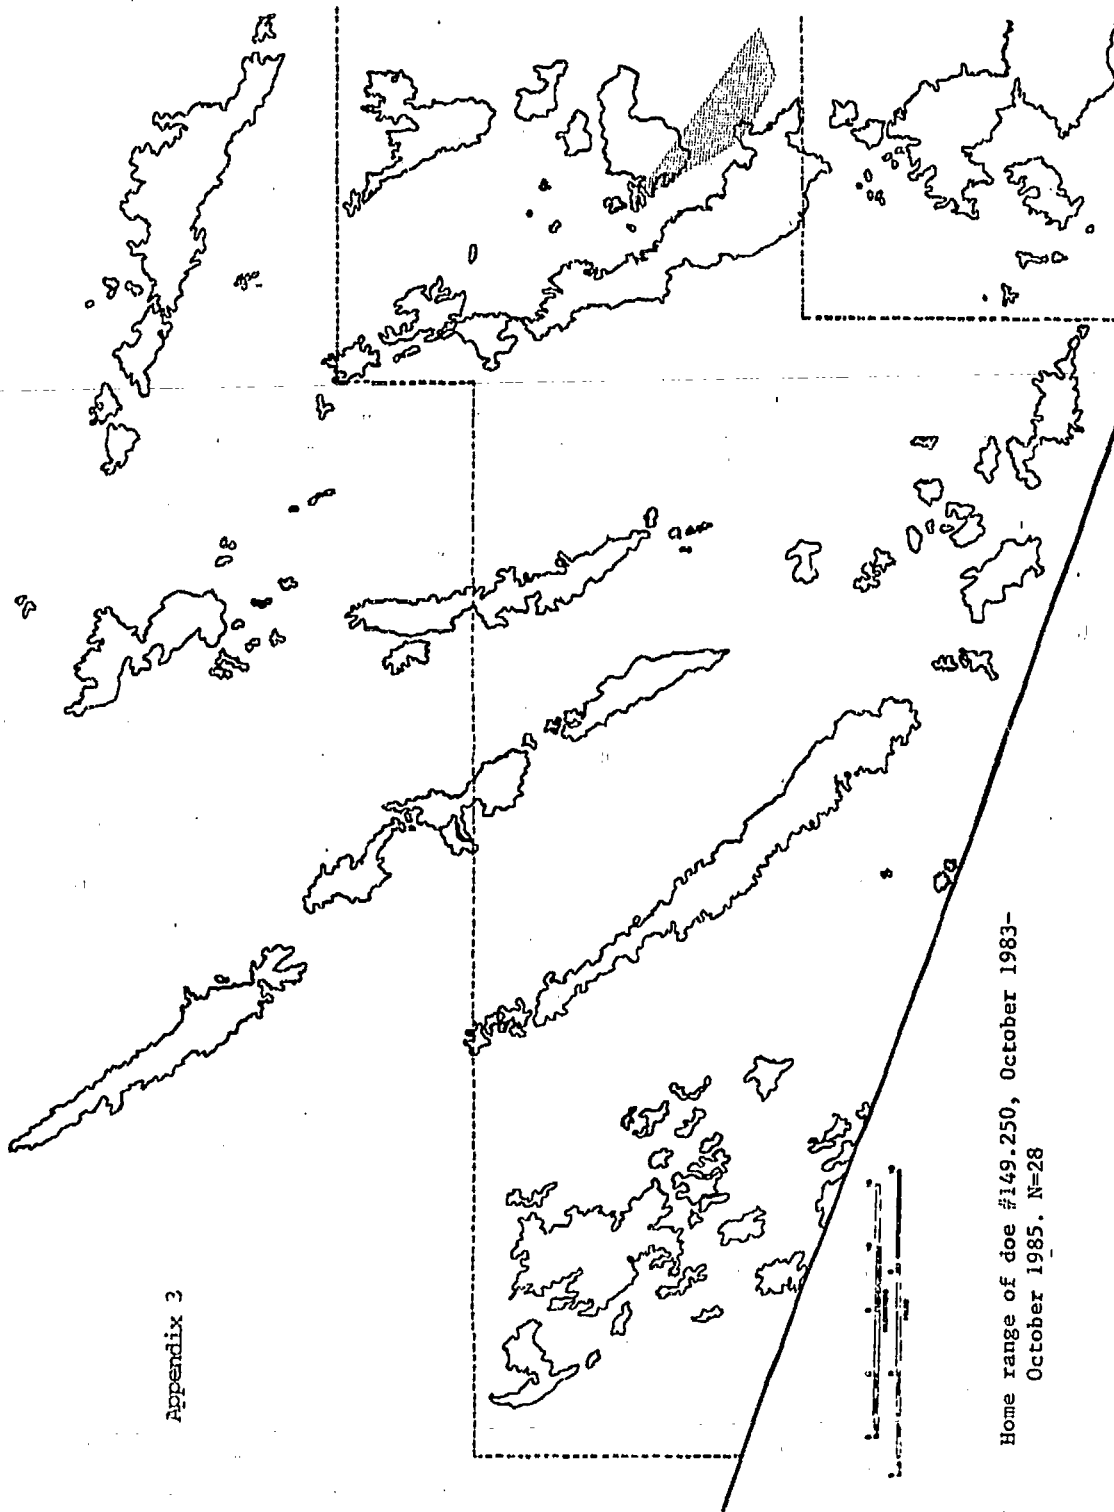 Appendix 3
Home range of doe #149.250, October 1983-
October 1985. N=28